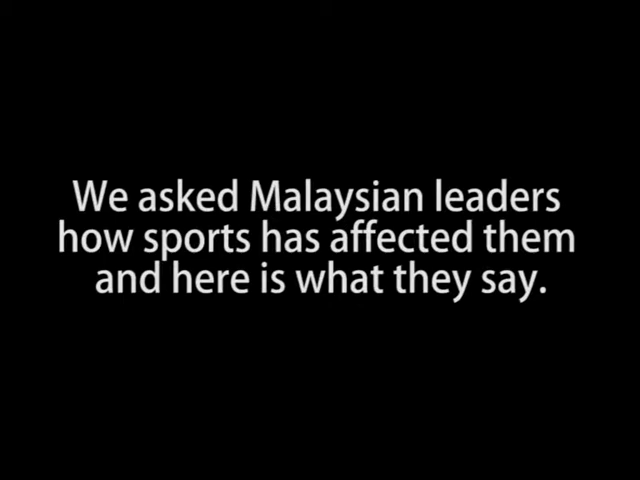 We asked Malaysian leaders
how sports has affected them
and here is what they say.